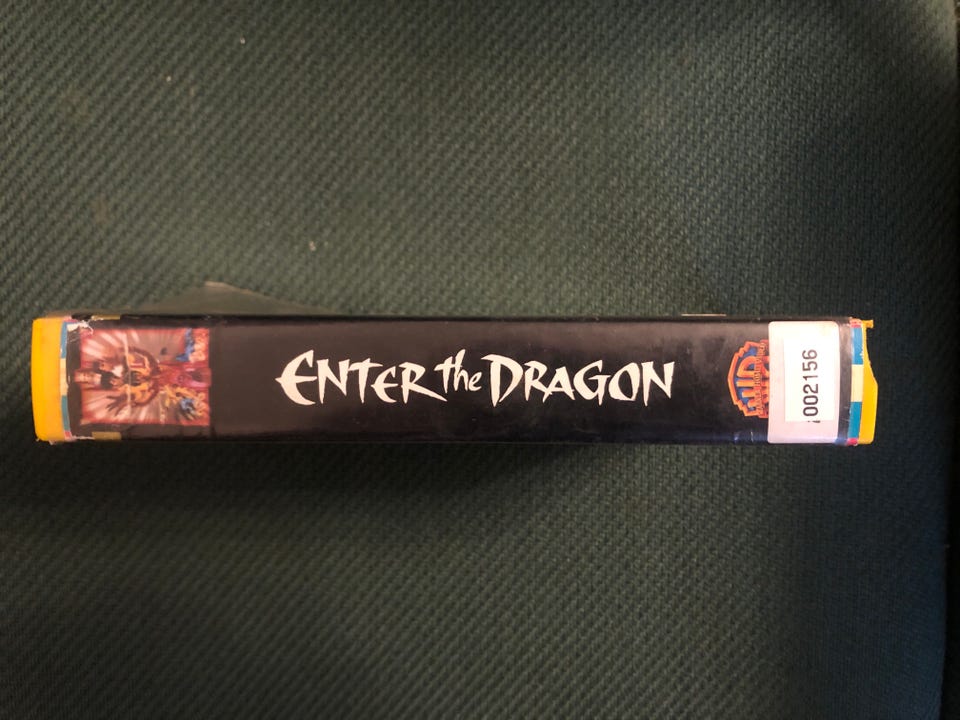 ENTER the DRAGON
002156